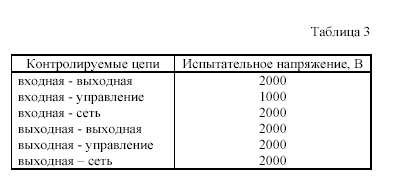 Таблица 3
Контролируемые цепи Испытательное напряжение, В
входная - выходная 2000
входная - управление 1000
входная - сеть 2000
выходная - выходная 2000
выходная - управление 2000
выходная – сеть 2000